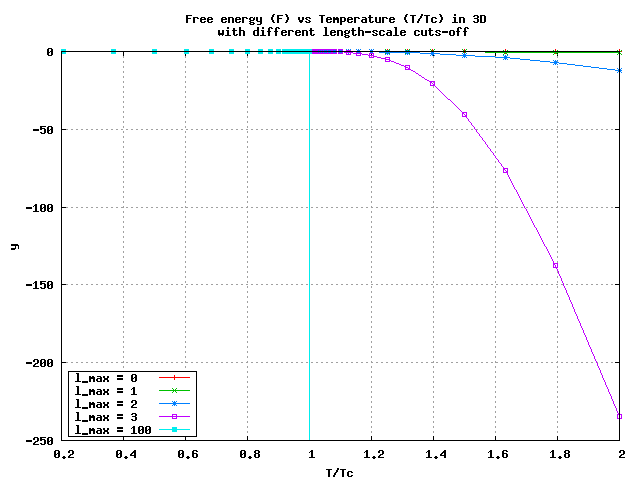 Free energy (F) vs Temperature (T/Tc) in 3D
with different length-scale cuts-off
0
-50
-100
-150
-200
-250
y
l_max = 0
l_max = 1
l_max = 2
l_max = 3
l_max = 100
0.2 0.4 0.6 0.8 1 1.2 1.4 1.6 1.8 2
T/Tc